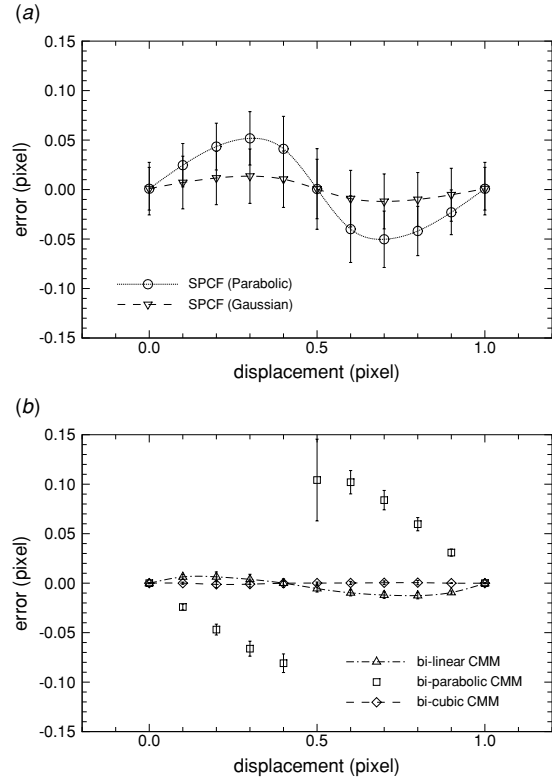 (a)
0.15
0.10
0.05
0.00
-0.05
-0.10
-0.15
error (pixel)
SPCF (Parabolic)
SPCF (Gaussian)
0.0 0.5 1.0
displacement (pixel)
(b)
0.15
0.10
0.05
0.00
-0.05
-0.10
-0.15
error (pixel)
bi-linear CMM
bi-parabolic CMM
bi-cubic CMM
0.0 0.5 1.0
displacement (pixel)